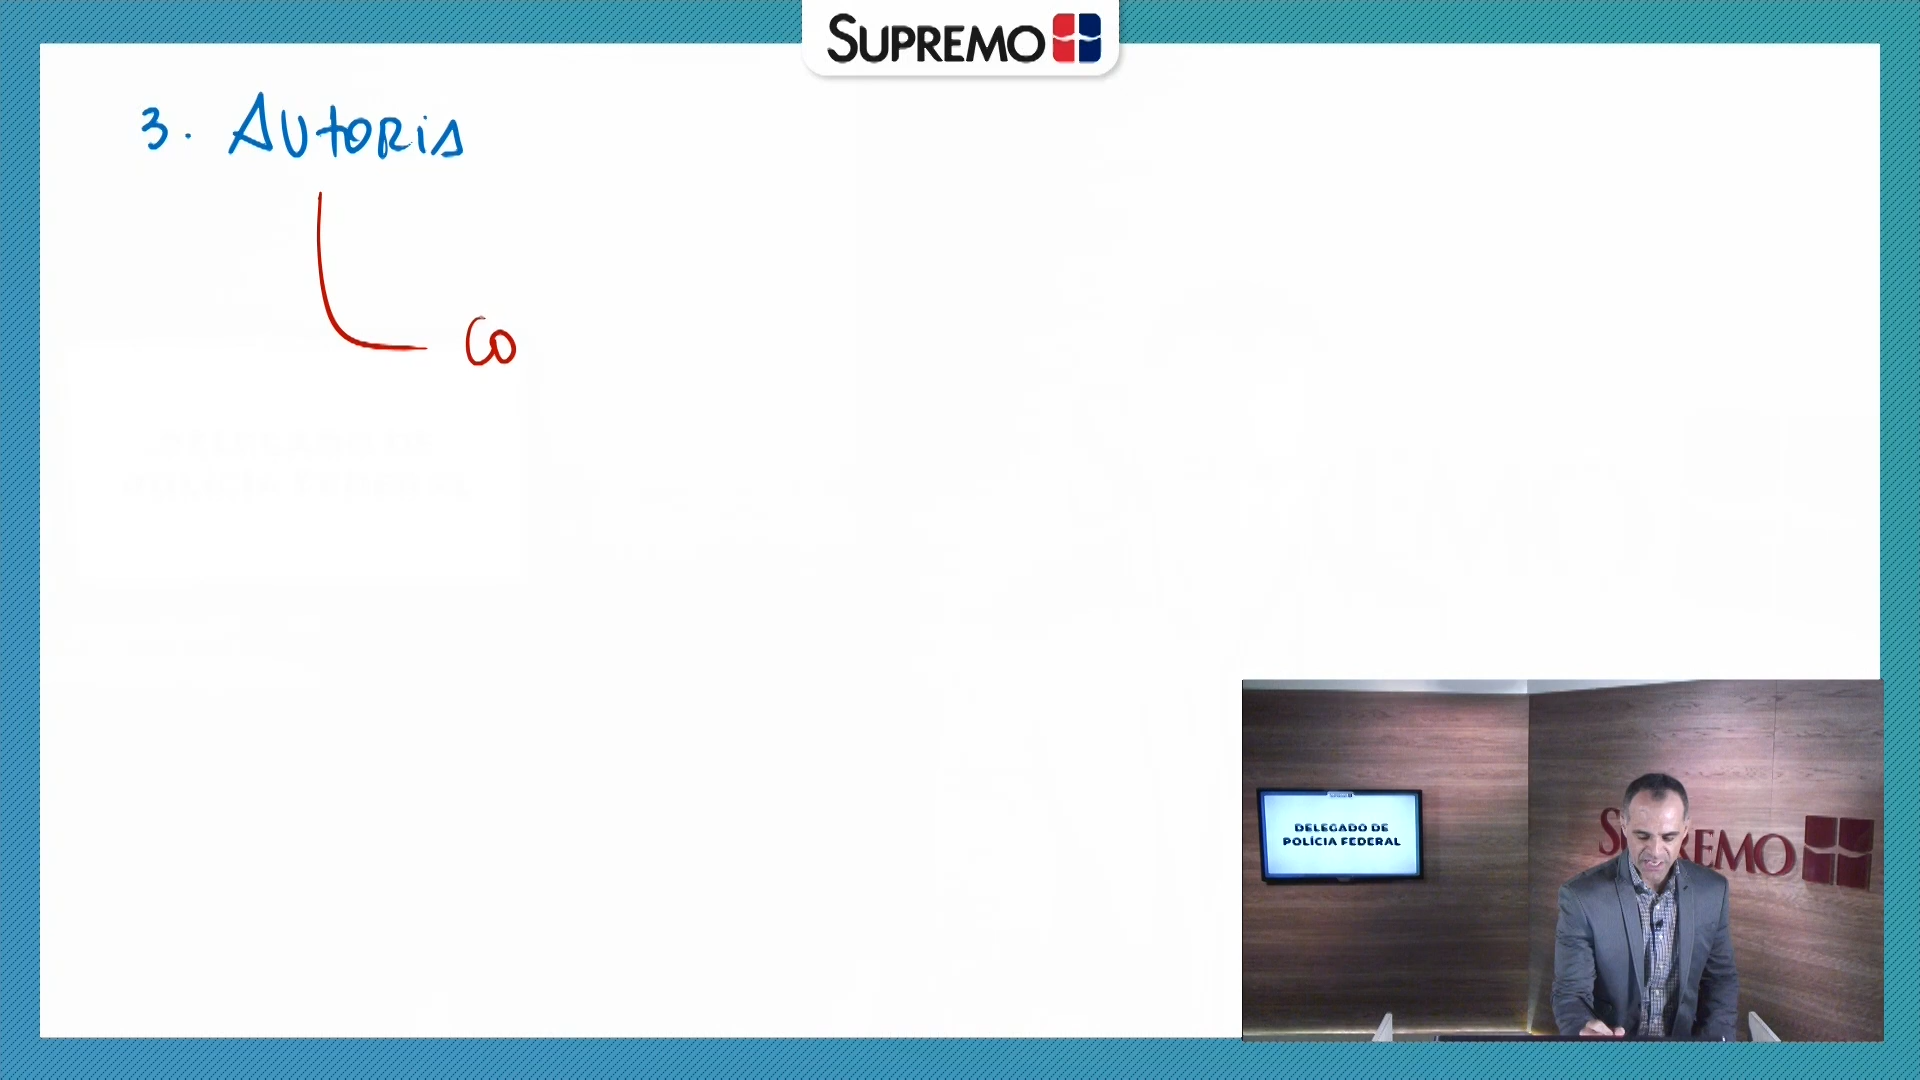 SUPREMO
3. AUTORIA
CO
DELEGADO DE
POLÍCIA FEDERAL
SUPREMO